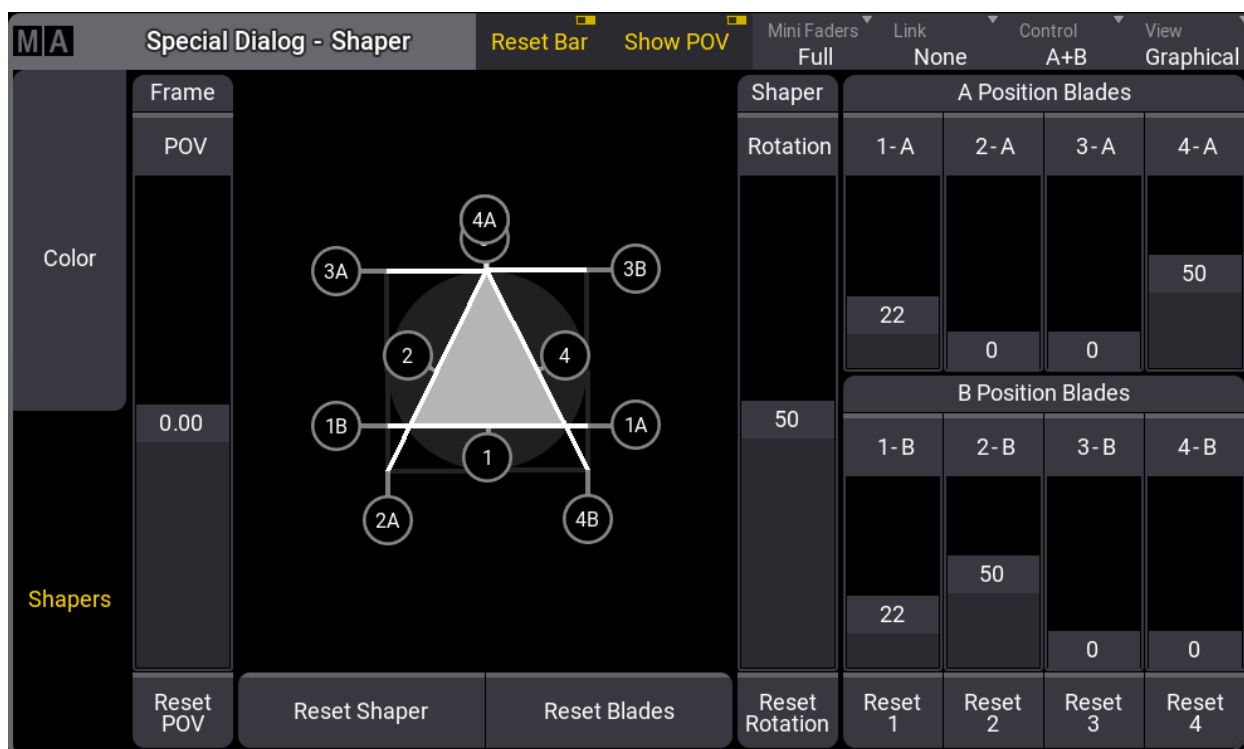 MA
Special Dialog - Shaper
Reset Bar
Show POV
Mini Faders
Full
Link
None
Control
A+B
View
Graphical
Color
Shapers
Frame
POV
0.00
Reset
POV
4A
3A
3B
2
4
1B
1A
1
2A
4B
Reset Shaper
Reset Blades
Shaper
Rotation
50
Reset
Rotation
A Position Blades
1-A
2-A
3-A
4-A
22
0
0
50
B Position Blades
1-B
2-B
3-B
4-B
22
50
0
0
Reset
1
Reset
2
Reset
3
Reset
4